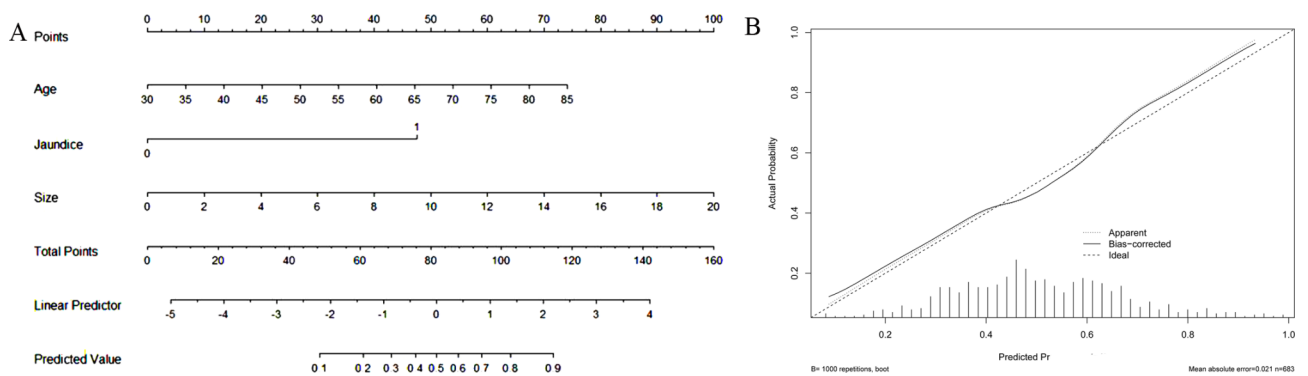 A
Points
0 10 20 30 40 50 60 70 80 90 100
Age
30 35 40 45 50 55 60 65 70 75 80 85
Jaundice
1
0
Size
0 2 4 6 8 10 12 14 16 18 20
Total Points
0 20 40 60 80 100 120 140 160
Linear Predictor
-5 -4 -3 -2 -1 0 1 2 3 4
Predicted Value
0 1 0 2 0 3 0 4 0 5 0 6 0 7 0 8 0 9
B
Actual Probability
1.0
0.8
0.6
0.4
0.2
Apparent
Bias-corrected
Ideal
0.2 0.4 0.6 0.8 1.0
Predicted Pr
B= 1000 repetitions, boot
Mean absolute error=0.021 n=683